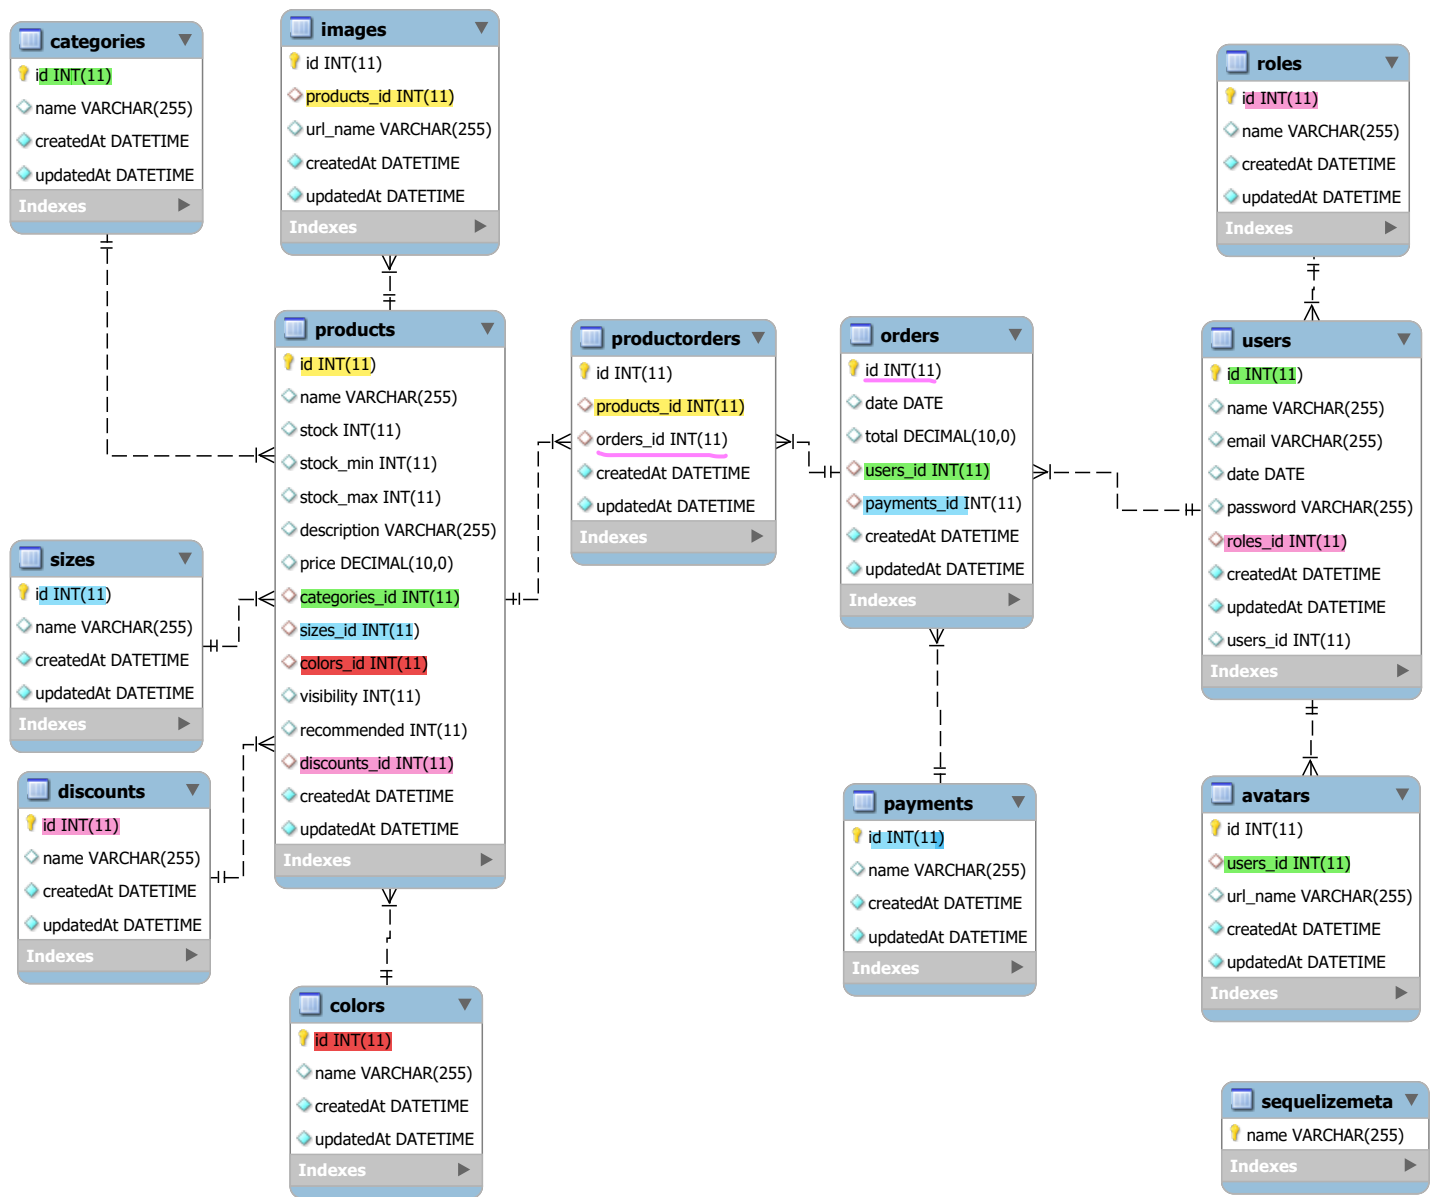 categories
id INT(11)
name VARCHAR(255)
createdAt DATETIME
updatedAt DATETIME
Indexes
images
id INT(11)
products_id INT(11)
url_name VARCHAR(255)
createdAt DATETIME
updatedAt DATETIME
Indexes
roles
id INT(11)
name VARCHAR(255)
createdAt DATETIME
updatedAt DATETIME
Indexes
products
id INT(11)
name VARCHAR(255)
stock INT(11)
stock_min INT(11)
stock_max INT(11)
description VARCHAR(255)
price DECIMAL(10,0)
categories_id INT(11)
sizes_id INT(11)
colors_id INT(11)
visibility INT(11)
recommended INT(11)
discounts_id INT(11)
createdAt DATETIME
updatedAt DATETIME
Indexes
productorders
id INT(11)
products_id INT(11)
orders_id INT(11)
createdAt DATETIME
updatedAt DATETIME
Indexes
orders
id INT(11)
date DATE
total DECIMAL(10,0)
users_id INT(11)
payments_id INT(11)
createdAt DATETIME
updatedAt DATETIME
Indexes
users
id INT(11)
name VARCHAR(255)
email VARCHAR(255)
date DATE
password VARCHAR(255)
roles_id INT(11)
createdAt DATETIME
updatedAt DATETIME
users_id INT(11)
Indexes
sizes
id INT(11)
name VARCHAR(255)
createdAt DATETIME
updatedAt DATETIME
Indexes
discounts
id INT(11)
name VARCHAR(255)
createdAt DATETIME
updatedAt DATETIME
Indexes
payments
id INT(11)
name VARCHAR(255)
createdAt DATETIME
updatedAt DATETIME
Indexes
avatars
id INT(11)
users_id INT(11)
url_name VARCHAR(255)
createdAt DATETIME
updatedAt DATETIME
Indexes
colors
id INT(11)
name VARCHAR(255)
createdAt DATETIME
updatedAt DATETIME
Indexes
sequelizemeta
name VARCHAR(255)
Indexes